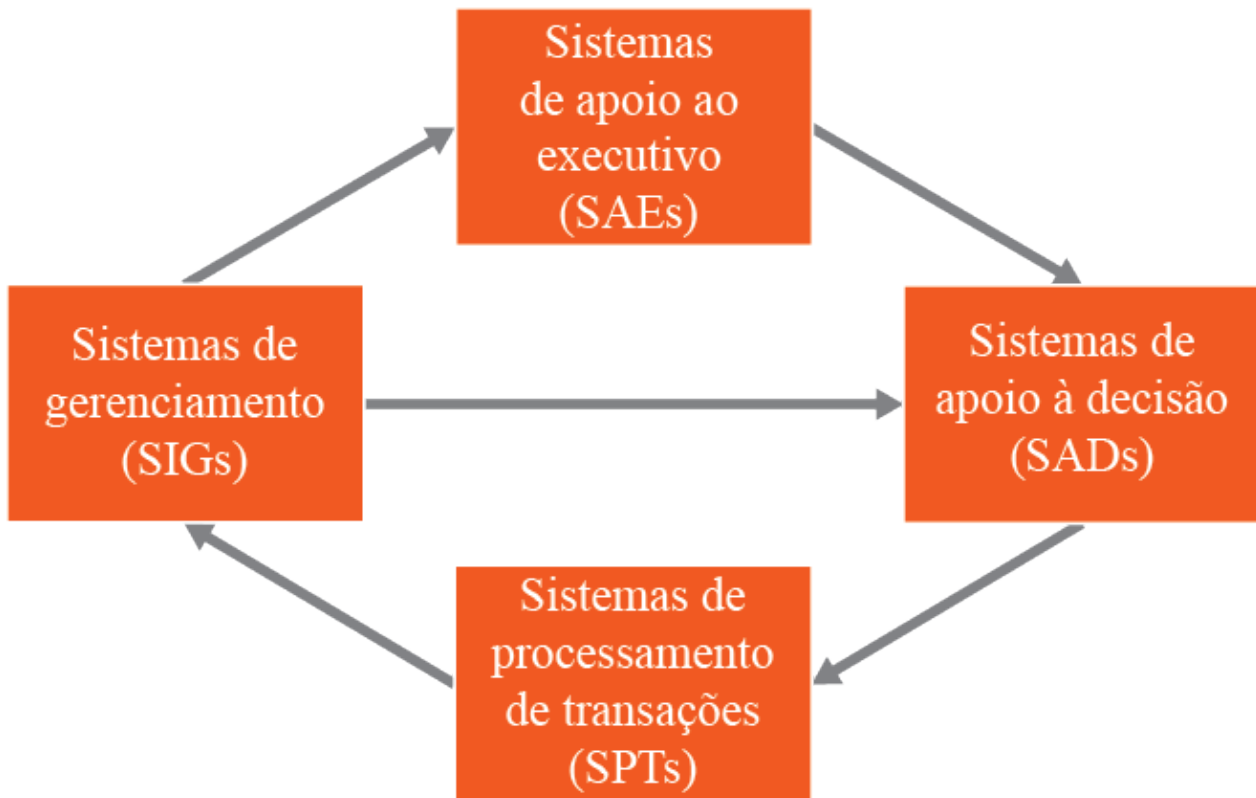 Sistemas
de apoio ao
executivo
(SAEs)
Sistemas de
gerenciamento
(SIGs)
Sistemas de
apoio à decisão
(SADs)
Sistemas de
processamento
de transações
(SPTs)